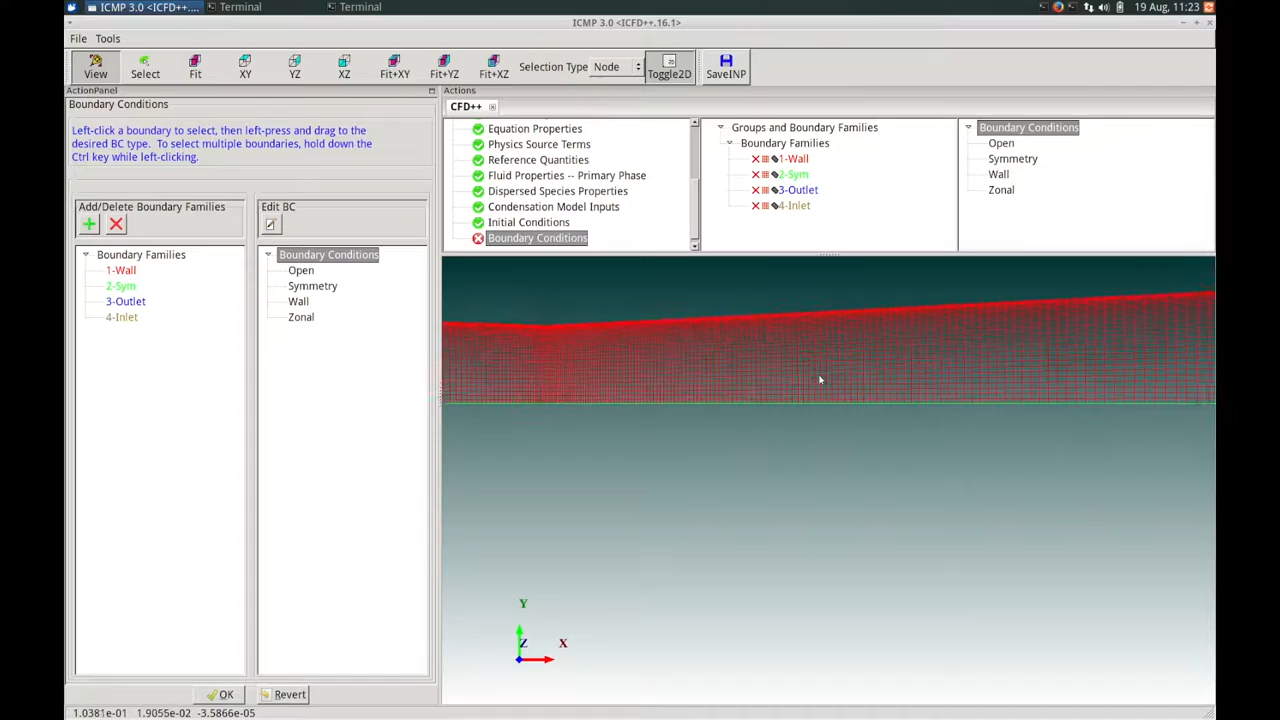 ICMP 3.0 <ICFD++....
Terminal
Terminal
19 Aug, 11:23
ICMP 3.0 <ICFD++.16.1>
File
Tools
View
Select
Fit
XY
YZ
XZ
Fit+XY
Fit+YZ
Fit+XZ
Selection Type
Node
Toggle2D
SaveINP
ActionPanel
Boundary Conditions
Left-click a boundary to select, then left-press and drag to the
desired BC type. To select multiple boundaries, hold down the
Ctrl key while left-clicking.
Add/Delete Boundary Families
Boundary Families
1-Wall
2-Sym
3-Outlet
4-Inlet
Edit BC
Boundary Conditions
Open
Symmetry
Wall
Zonal
OK
Revert
Actions
CFD++
Equation Properties
Physics Source Terms
Reference Quantities
Fluid Properties -- Primary Phase
Dispersed Species Properties
Condensation Model Inputs
Initial Conditions
Boundary Conditions
Groups and Boundary Families
Boundary Families
1-Wall
2-Sym
3-Outlet
4-Inlet
Boundary Conditions
Open
Symmetry
Wall
Zonal
Y
Z
X
1.0381e-01 1.9055e-02 -3.5866e-05